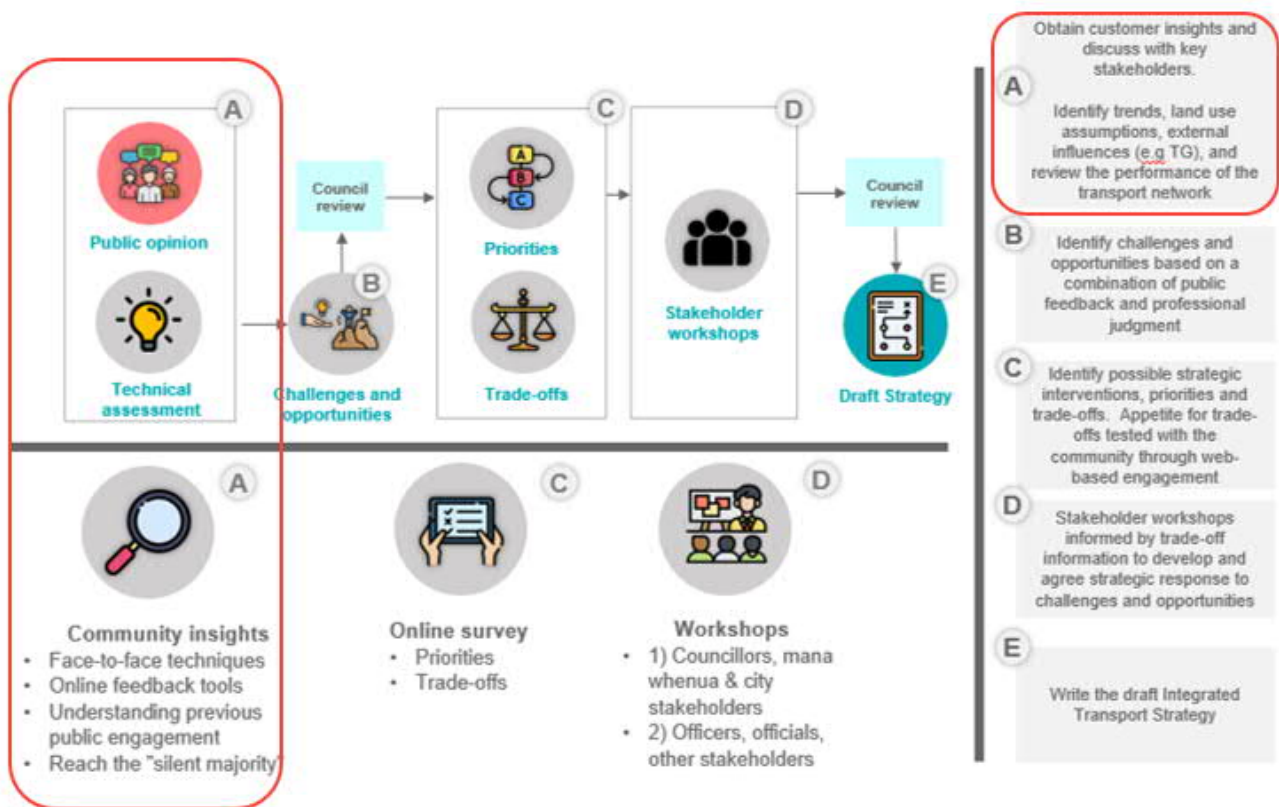 A
Public opinion
Technical
assessment
B
Challenges and
opportunities
Council
review
C
A
B
C
Priorities
Trade-offs
D
Stakeholder
workshops
Council
review
E
Draft Strategy
A
Community insights
• Face-to-face techniques
• Online feedback tools
• Understanding previous
public engagement
• Reach the "silent majority"
C
Online survey
• Priorities
• Trade-offs
D
Workshops
• 1) Councillors, mana
whenua & city
stakeholders
• 2) Officers, officials,
other stakeholders
A
Obtain customer insights and
discuss with key
stakeholders.
Identify trends, land use
assumptions, external
influences (e.g TG), and
review the performance of the
transport network
B
Identify challenges and
opportunities based on a
combination of public
feedback and professional
judgment
C
Identify possible strategic
interventions, priorities and
trade-offs. Appetite for trade-
offs tested with the
community through web-
based engagement
D
Stakeholder workshops
informed by trade-off
information to develop and
agree strategic response to
challenges and opportunities
E
Write the draft Integrated
Transport Strategy